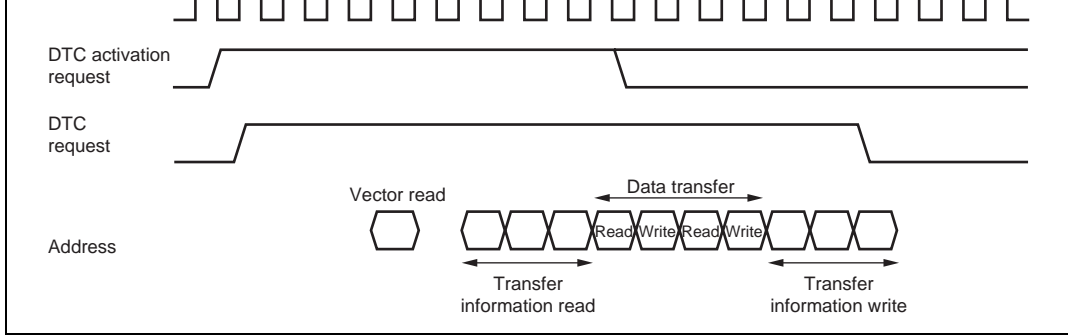 DTC activation
request
DTC
request
Vector read
Data transfer
Address
Read Write Read Write
Transfer
information read
Transfer
information write